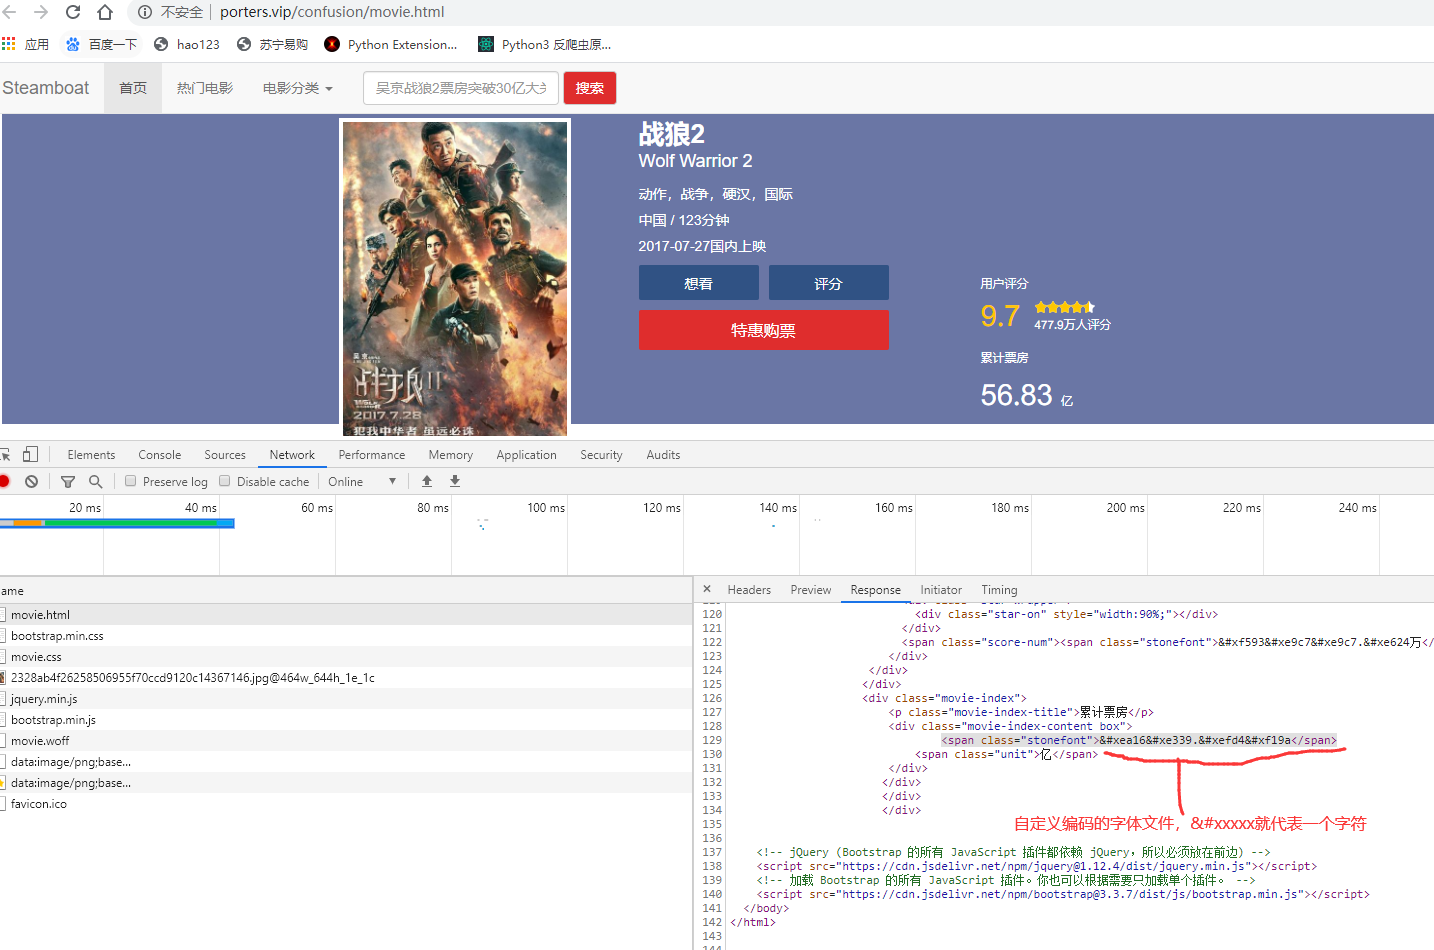 不安全 porters.vip/confusion/movie.html
应用 百度一下 hao123 苏宁易购 Python Extension... Python3 反爬虫原...
Steamboat 首页 热门电影 电影分类 吴京战狼2票房突破30亿大关 搜索
战狼2
Wolf Warrior 2
动作，战争，硬汉，国际
中国 / 123分钟
2017-07-27国内上映
想看 评分
特惠购票
用户评分
9.7
477.9万人评分
累计票房
56.83 亿
吴京
战狼II
2017.7.28
犯我中华者 虽远必诛
Elements Console Sources Network Performance Memory Application Security Audits
Preserve log Disable cache Online
20 ms 40 ms 60 ms 80 ms 100 ms 120 ms 140 ms 160 ms 180 ms 200 ms 220 ms 240 ms
ame
movie.html
bootstrap.min.css
movie.css
2328ab4f26258506955f70ccd9120c14367146.jpg@464w_644h_1e_1c
jquery.min.js
bootstrap.min.js
movie.woff
data:image/png;base...
data:image/png;base...
favicon.ico
× Headers Preview Response Initiator Timing
120 <div class="star-on" style="width:90%;"></div>
121 </div>
122 <span class="score-num"><span class="stonefont">&#xf593&#xe9c7&#xe9c7.&#xe624万</
123 </div>
124 </div>
125 </div>
126 <div class="movie-index">
127 <p class="movie-index-title">累计票房</p>
128 <div class="movie-index-content box">
129 <span class="stonefont">&#xea16&#xe339.&#xefd4&#xf19a</span>
130 <span class="unit">亿</span>
131 </div>
132 </div>
133 </div>
134 </div>
135
自定义编码的字体文件，&#xxxxx就代表一个字符
136
137 <!-- jQuery (Bootstrap 的所有 JavaScript 插件都依赖 jQuery，所以必须放在前边) -->
138 <script src="https://cdn.jsdelivr.net/npm/jquery@1.12.4/dist/jquery.min.js"></script>
139 <!-- 加载 Bootstrap 的所有 JavaScript 插件。你也可以根据需要只加载单个插件。 -->
140 <script src="https://cdn.jsdelivr.net/npm/bootstrap@3.3.7/dist/js/bootstrap.min.js"></script>
141 </body>
142 </html>
143